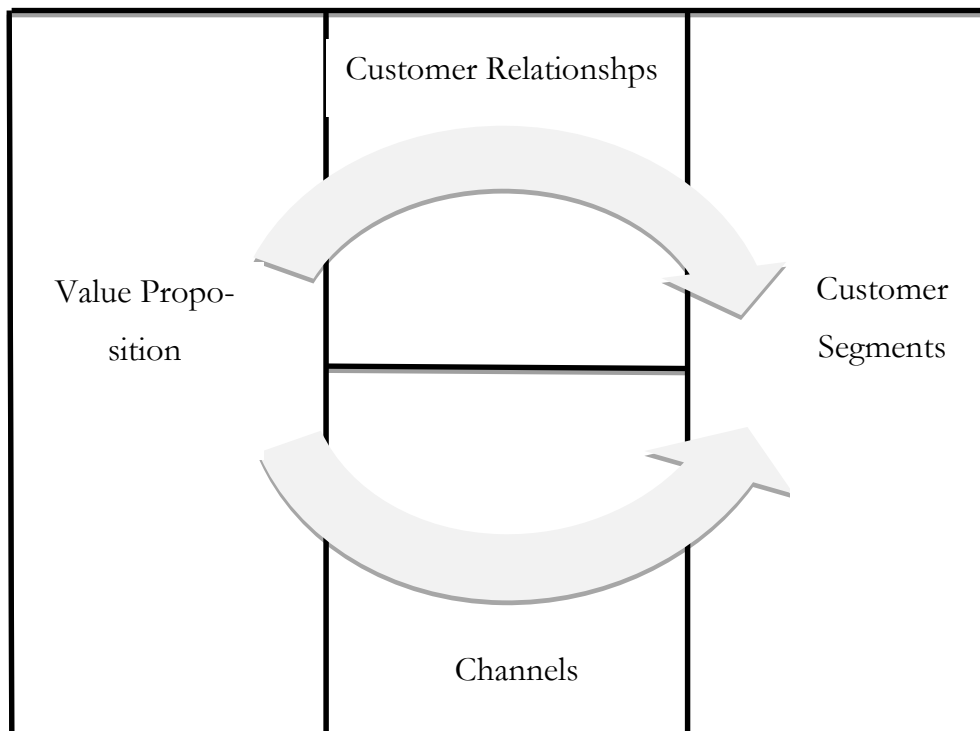 Customer Relationshps
Value Propo-
sition
Customer
Segments
Channels